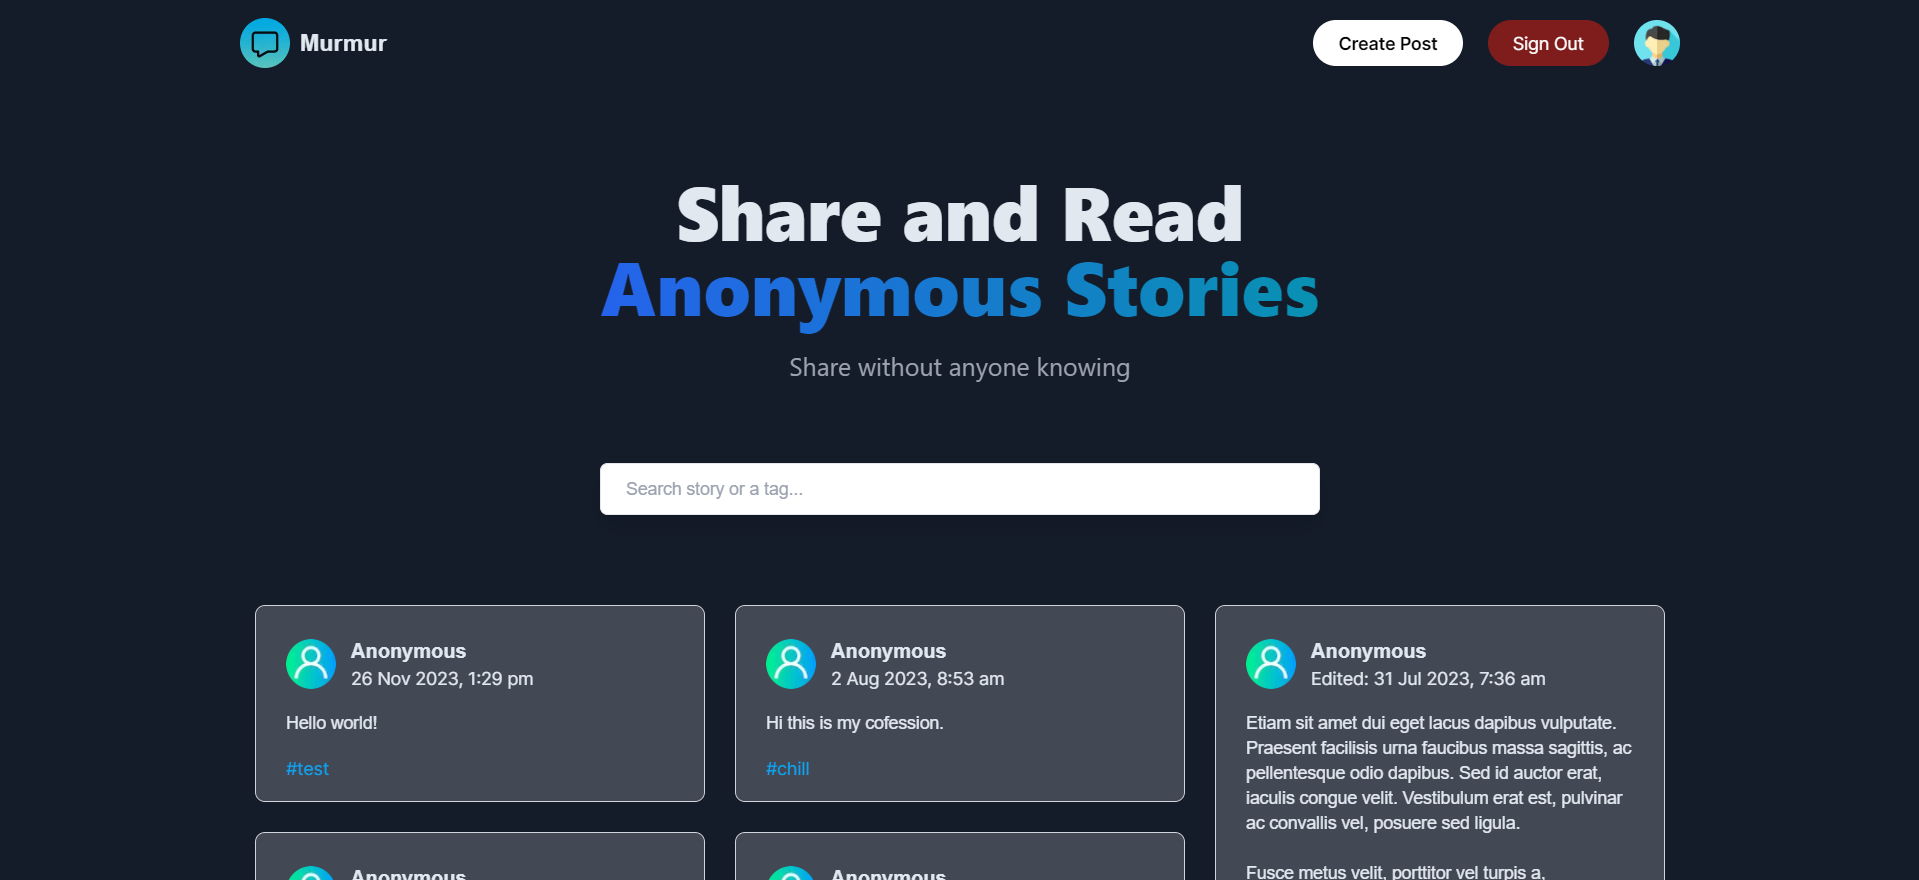 Murmur
Create Post
Sign Out
Share and Read
Anonymous Stories
Share without anyone knowing
Search story or a tag...
Anonymous
26 Nov 2023, 1:29 pm
Hello world!
#test
Anonymous
2 Aug 2023, 8:53 am
Hi this is my cofession.
#chill
Anonymous
Edited: 31 Jul 2023, 7:36 am
Etiam sit amet dui eget lacus dapibus vulputate.
Praesent facilisis urna faucibus massa sagittis, ac
pellentesque odio dapibus. Sed id auctor erat,
iaculis congue velit. Vestibulum erat est, pulvinar
ac convallis vel, posuere sed ligula.
Fusce metus velit, porttitor vel turpis a,
Anonymous
Anonymous